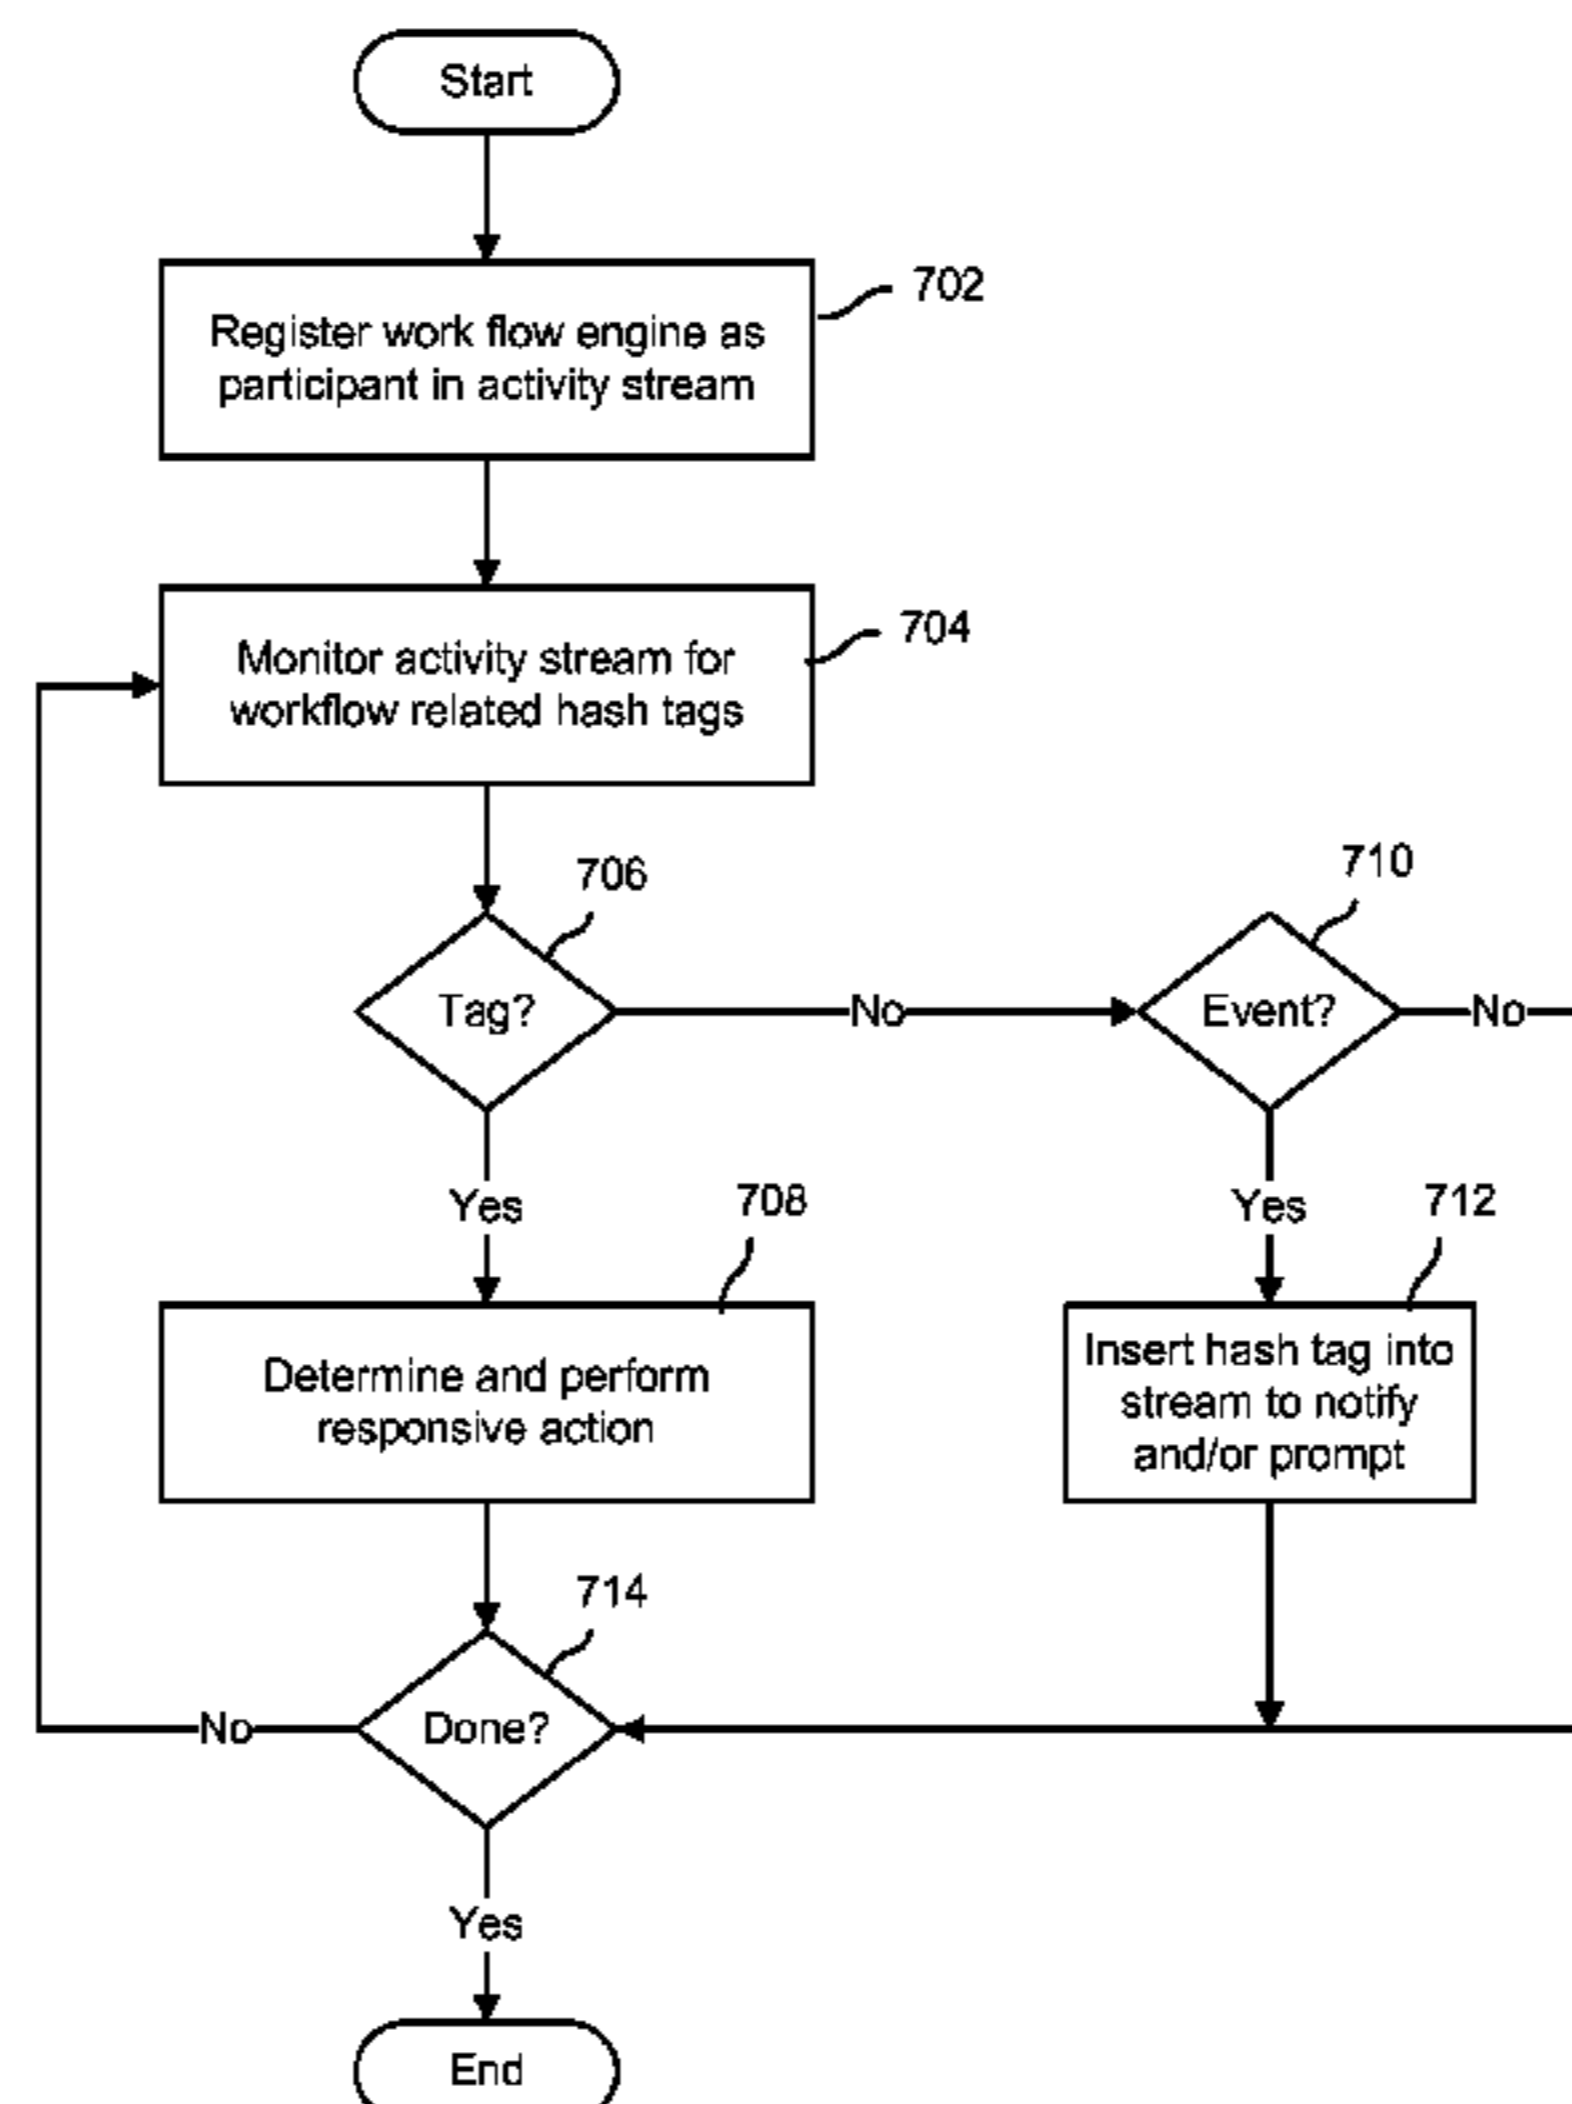 Start
702
Register work flow engine as
participant in activity stream
704
Monitor activity stream for
workflow related hash tags
706
710
Tag?
No
Event?
No
Yes
708
Yes
712
Determine and perform
responsive action
Insert hash tag into
stream to notify
and/or prompt
714
No
Done?
Yes
End